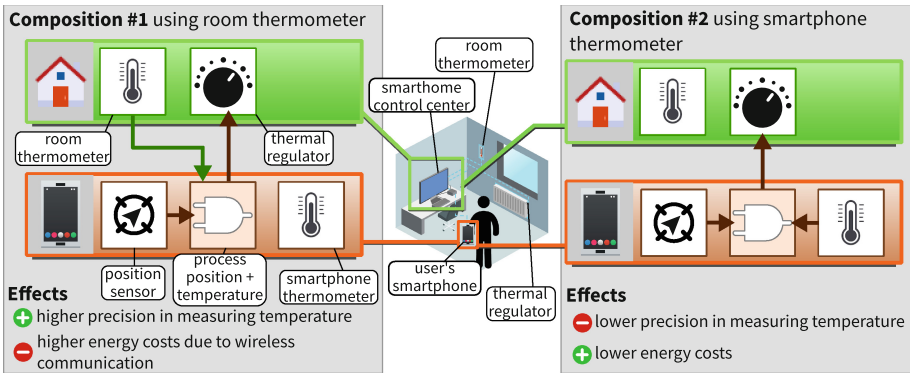 Composition #1 using room thermometer
room
thermometer
thermal
regulator
position
sensor
process
position +
temperature
smartphone
thermometer
Effects
higher precision in measuring temperature
higher energy costs due to wireless
communication
room
thermometer
smarthome
control center
user's
smartphone
thermal
regulator
Composition #2 using smartphone
thermometer
Effects
lower precision in measuring temperature
lower energy costs